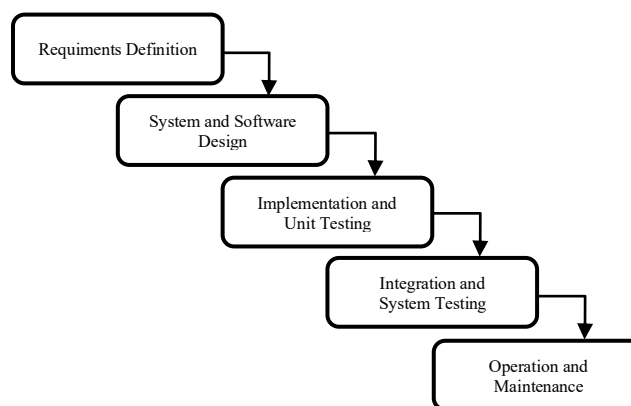 Requiments Definition
System and Software
Design
Implementation and
Unit Testing
Integration and
System Testing
Operation and
Maintenance